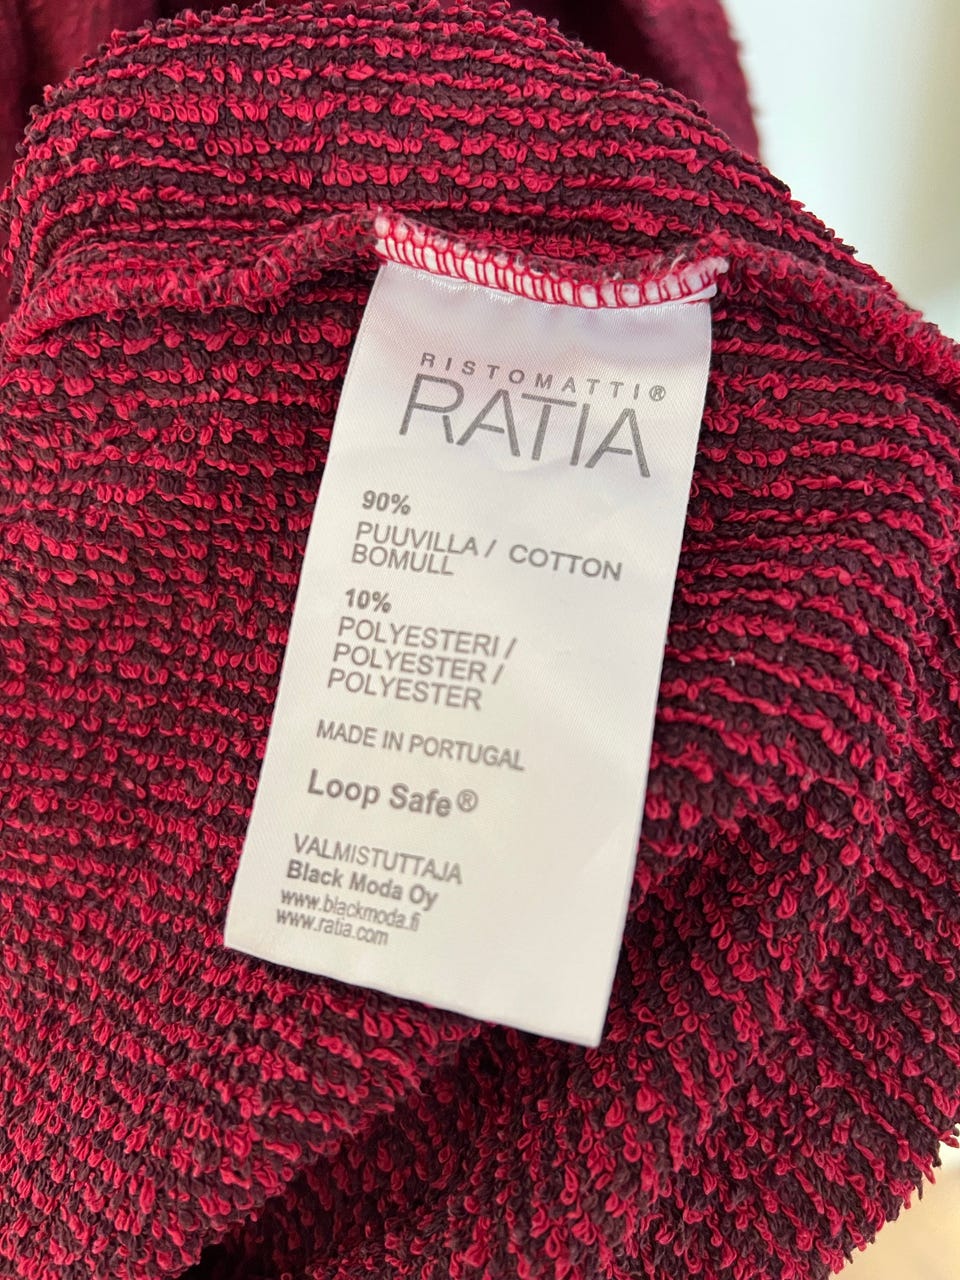 RISTOMATTI®
RATIA
90%
PUUVILLA / COTTON
BOMULL
10%
POLYESTERI /
POLYESTER /
POLYESTER
MADE IN PORTUGAL
Loop Safe®
VALMISTUTTAJA
Black Moda Oy
www.blackmoda.fi
www.ratia.com